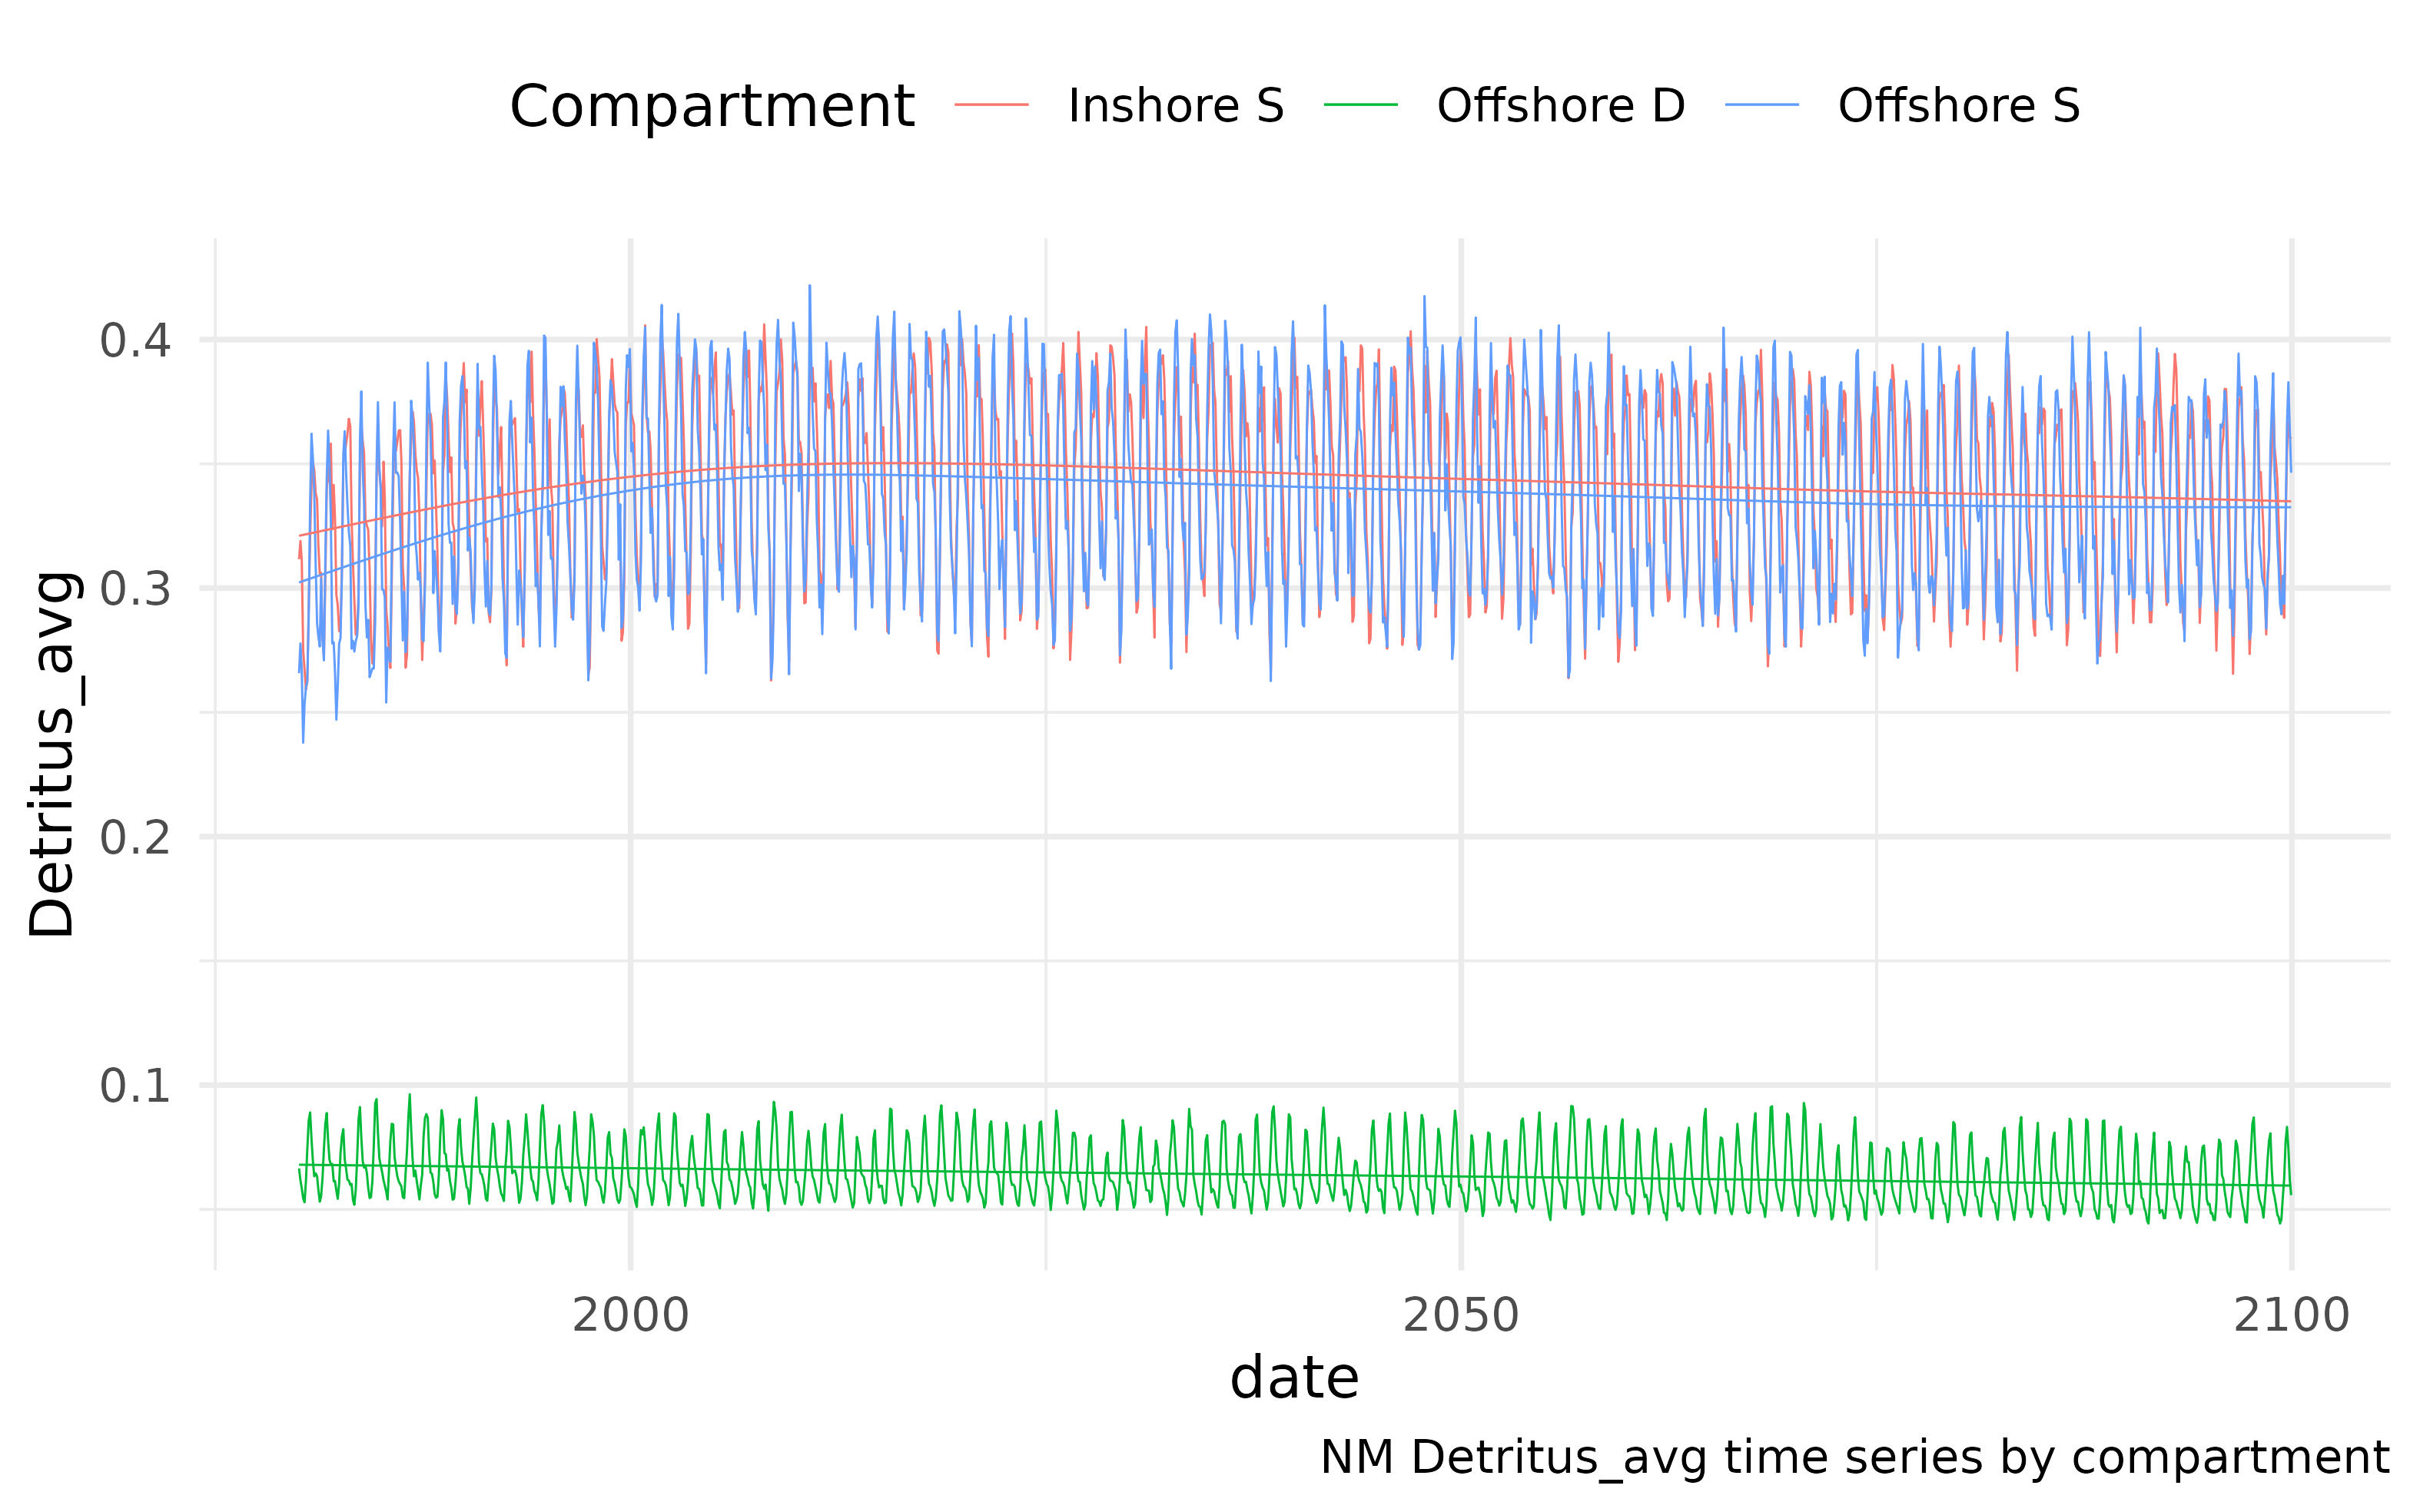 Compartment Inshore S Offshore D Offshore S
Detritus_avg
0.4
0.3
0.2
0.1
2000 2050 2100
date
NM Detritus_avg time series by compartment